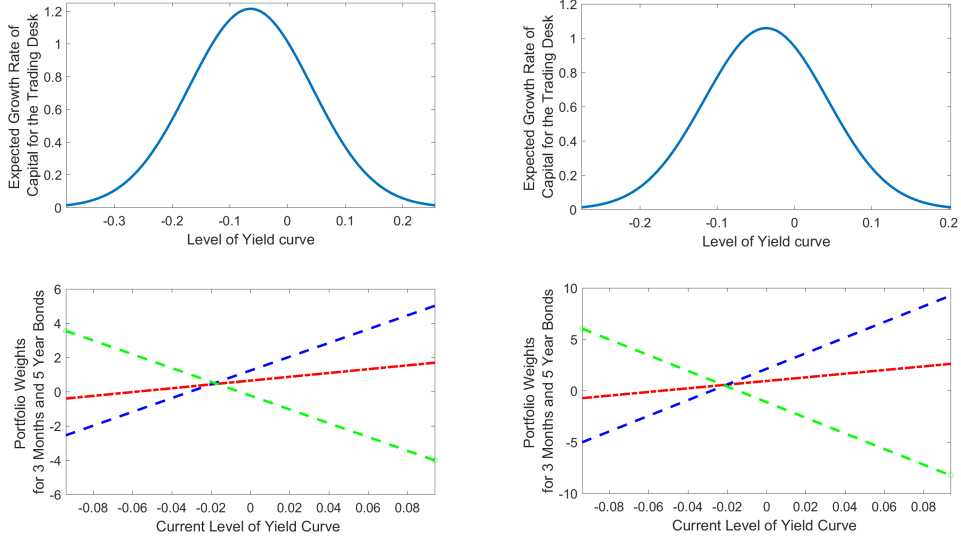 Expected Growth Rate of
Capital for the Trading Desk
1.2
1
0.8
0.6
0.4
0.2
0
-0.3 -0.2 -0.1 0 0.1 0.2
Level of Yield curve
Expected Growth Rate of
Capital for the Trading Desk
1.2
1
0.8
0.6
0.4
0.2
0
-0.2 -0.1 0 0.1 0.2
Level of Yield curve
Portfolio Weights
for 3 Months and 5 Year Bonds
6
4
2
0
-2
-4
-6
-0.08 -0.06 -0.04 -0.02 0 0.02 0.04 0.06 0.08
Current Level of Yield Curve
Portfolio Weights
for 3 Months and 5 Year Bonds
10
5
0
-5
-10
-0.08 -0.06 -0.04 -0.02 0 0.02 0.04 0.06 0.08
Current Level of Yield Curve